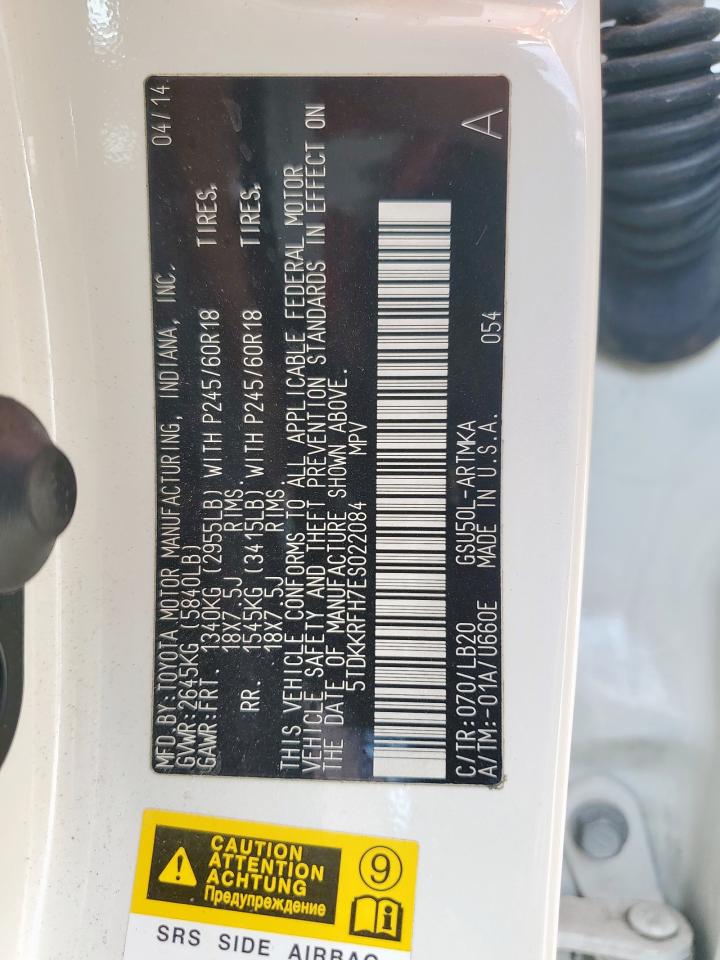 MFD.BY:TOYOTA MOTOR MANUFACTURING, INDIANA, INC. 04/14
GVWR:2645KG (5840LB)
GAWR:FRT. 1340KG (2955LB) WITH P245/60R18 TIRES,
18X7.5J RIMS.
RR. 1545KG (3415LB) WITH P245/60R18 TIRES,
18X7.5J RIMS.
THIS VEHICLE CONFORMS TO ALL APPLICABLE FEDERAL MOTOR
VEHICLE SAFETY AND THEFT PREVENTION STANDARDS IN EFFECT ON
THE DATE OF MANUFACTURE SHOWN ABOVE.
5TDKKRFH7ES022084 MPV
C/TR:070/LB20 GSU50L-ARTMKA 054 A
A/TM:-01A/U660E MADE IN U.S.A.
CAUTION
ATTENTION
ACHTUNG
Предупреждение
9
SRS SIDE AIRBAG